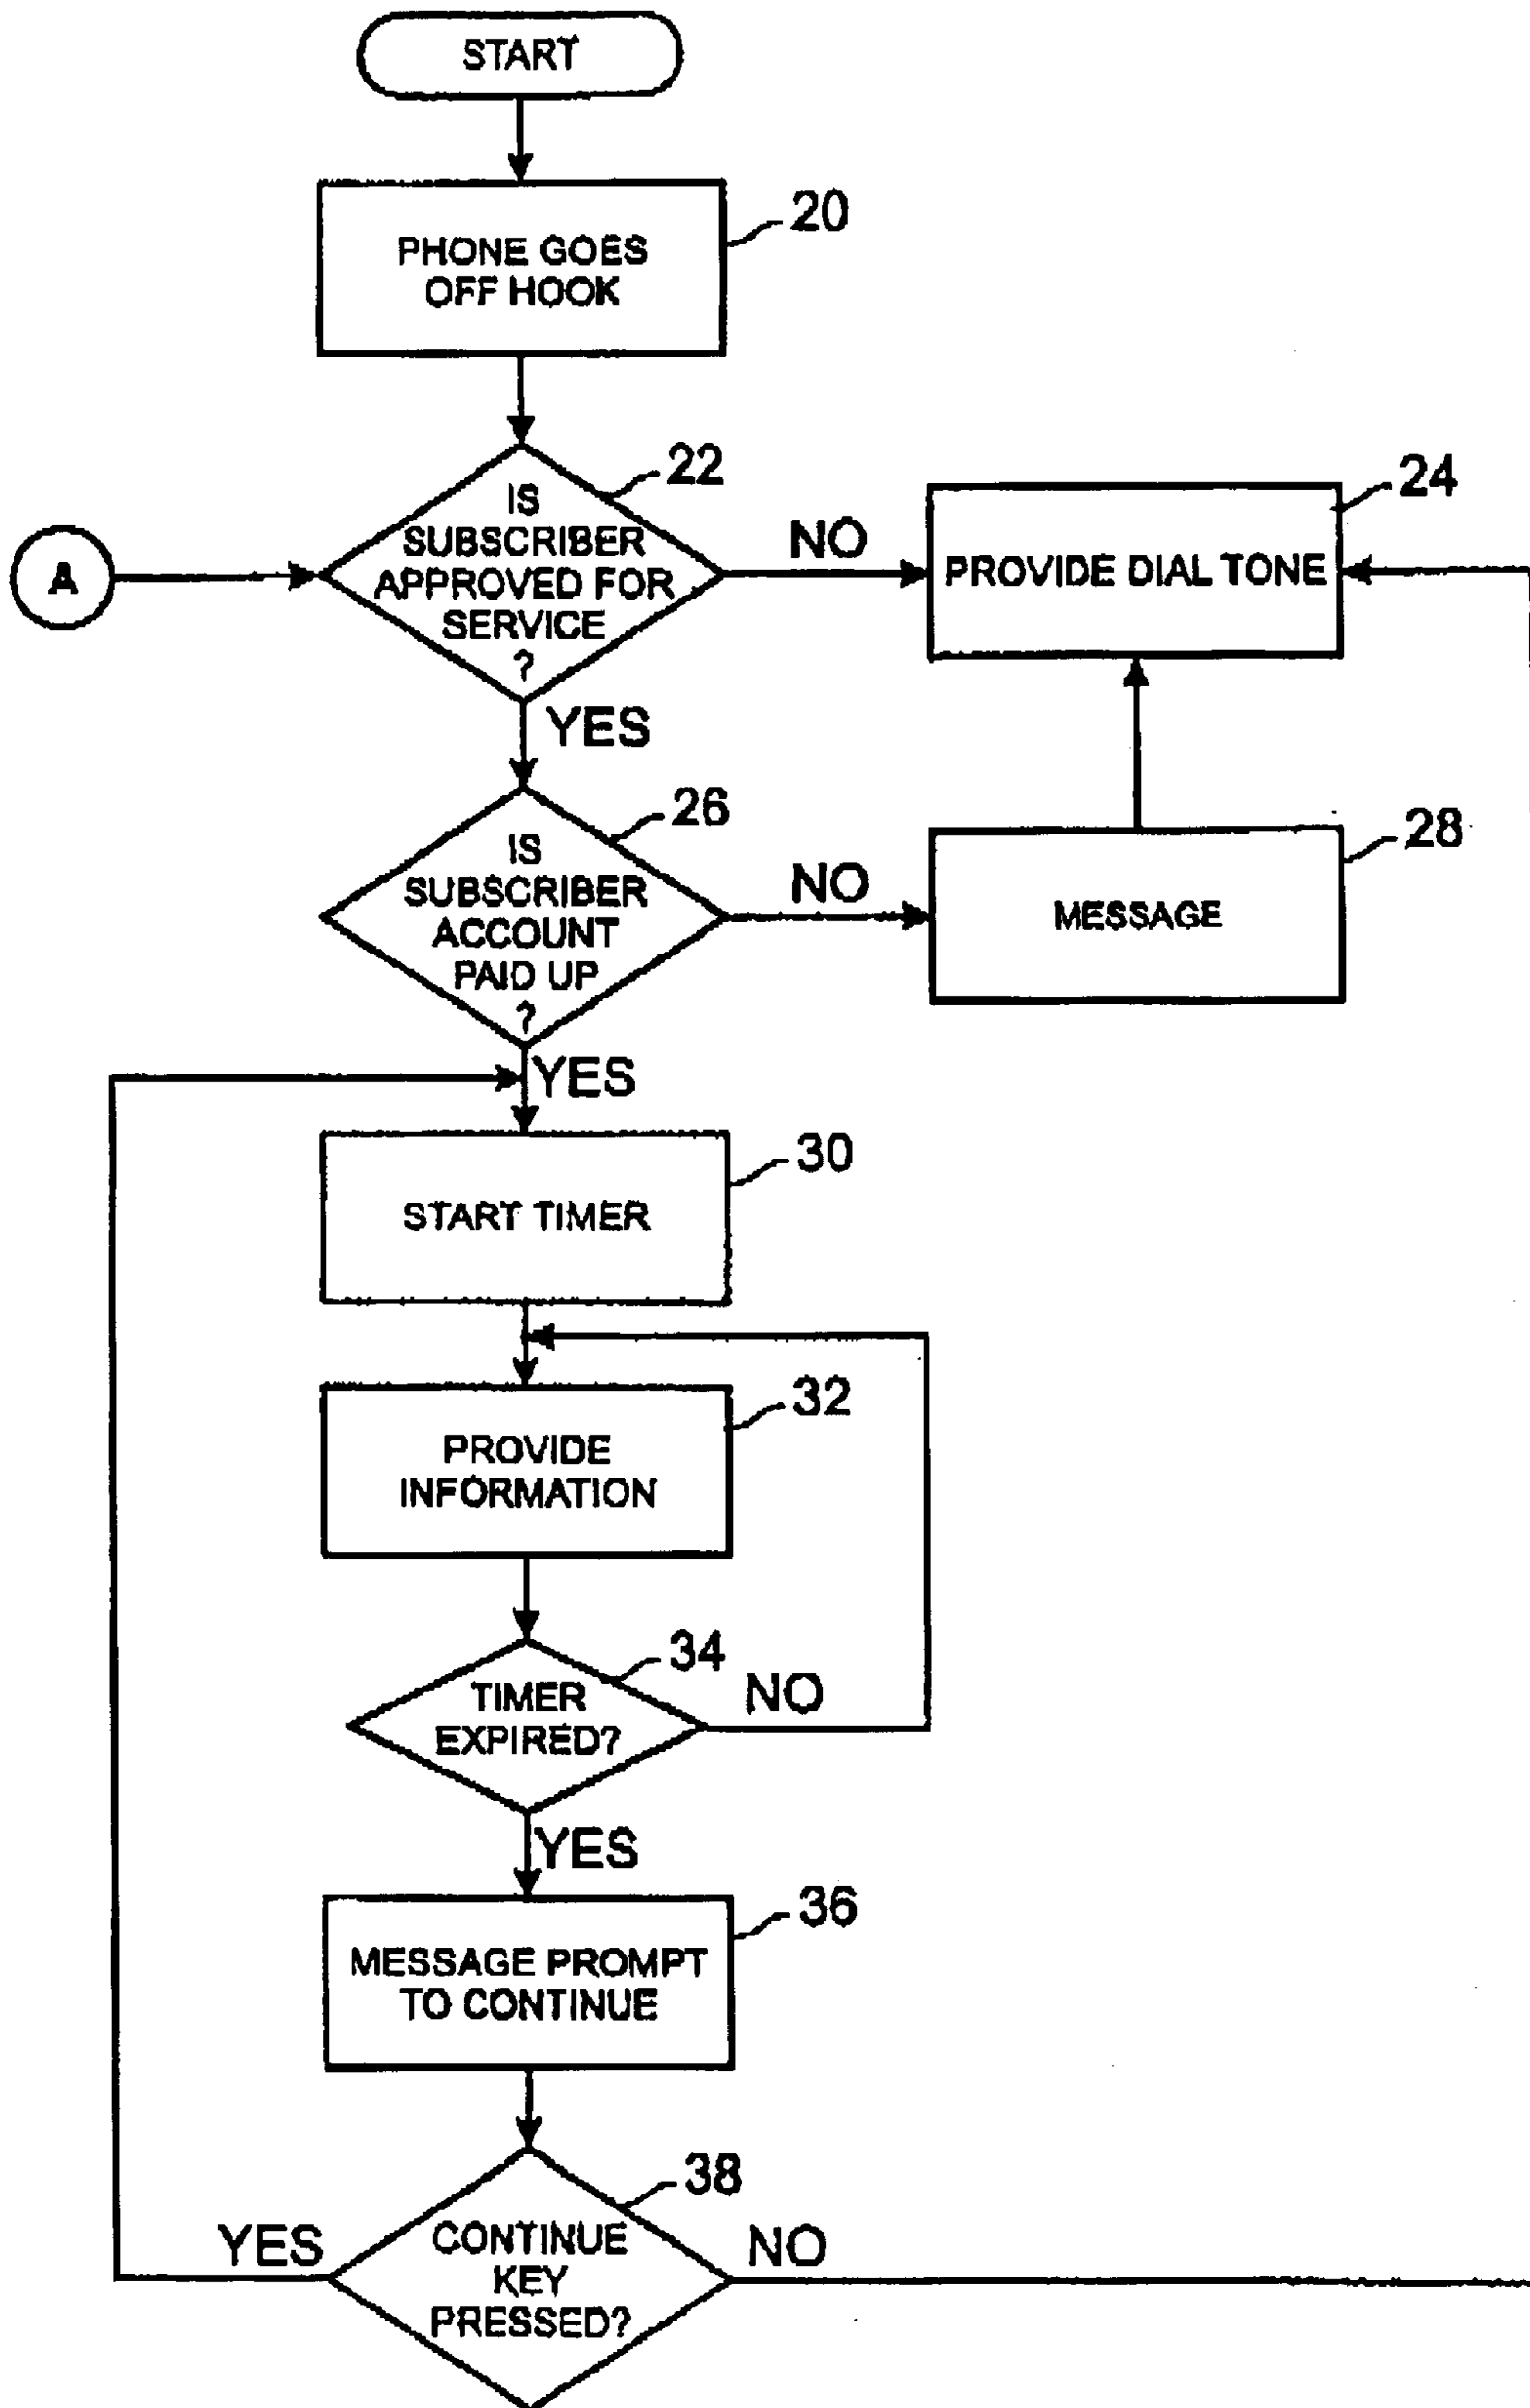 START
PHONE GOES
OFF HOOK
20
IS
SUBSCRIBER
APPROVED FOR
SERVICE
?
22
NO
PROVIDE DIAL TONE
24
A
YES
IS
SUBSCRIBER
ACCOUNT
PAID UP
?
26
NO
MESSAGE
28
YES
START TIMER
30
PROVIDE
INFORMATION
32
TIMER
EXPIRED?
34
NO
YES
MESSAGE PROMPT
TO CONTINUE
36
CONTINUE
KEY
PRESSED?
38
YES
NO